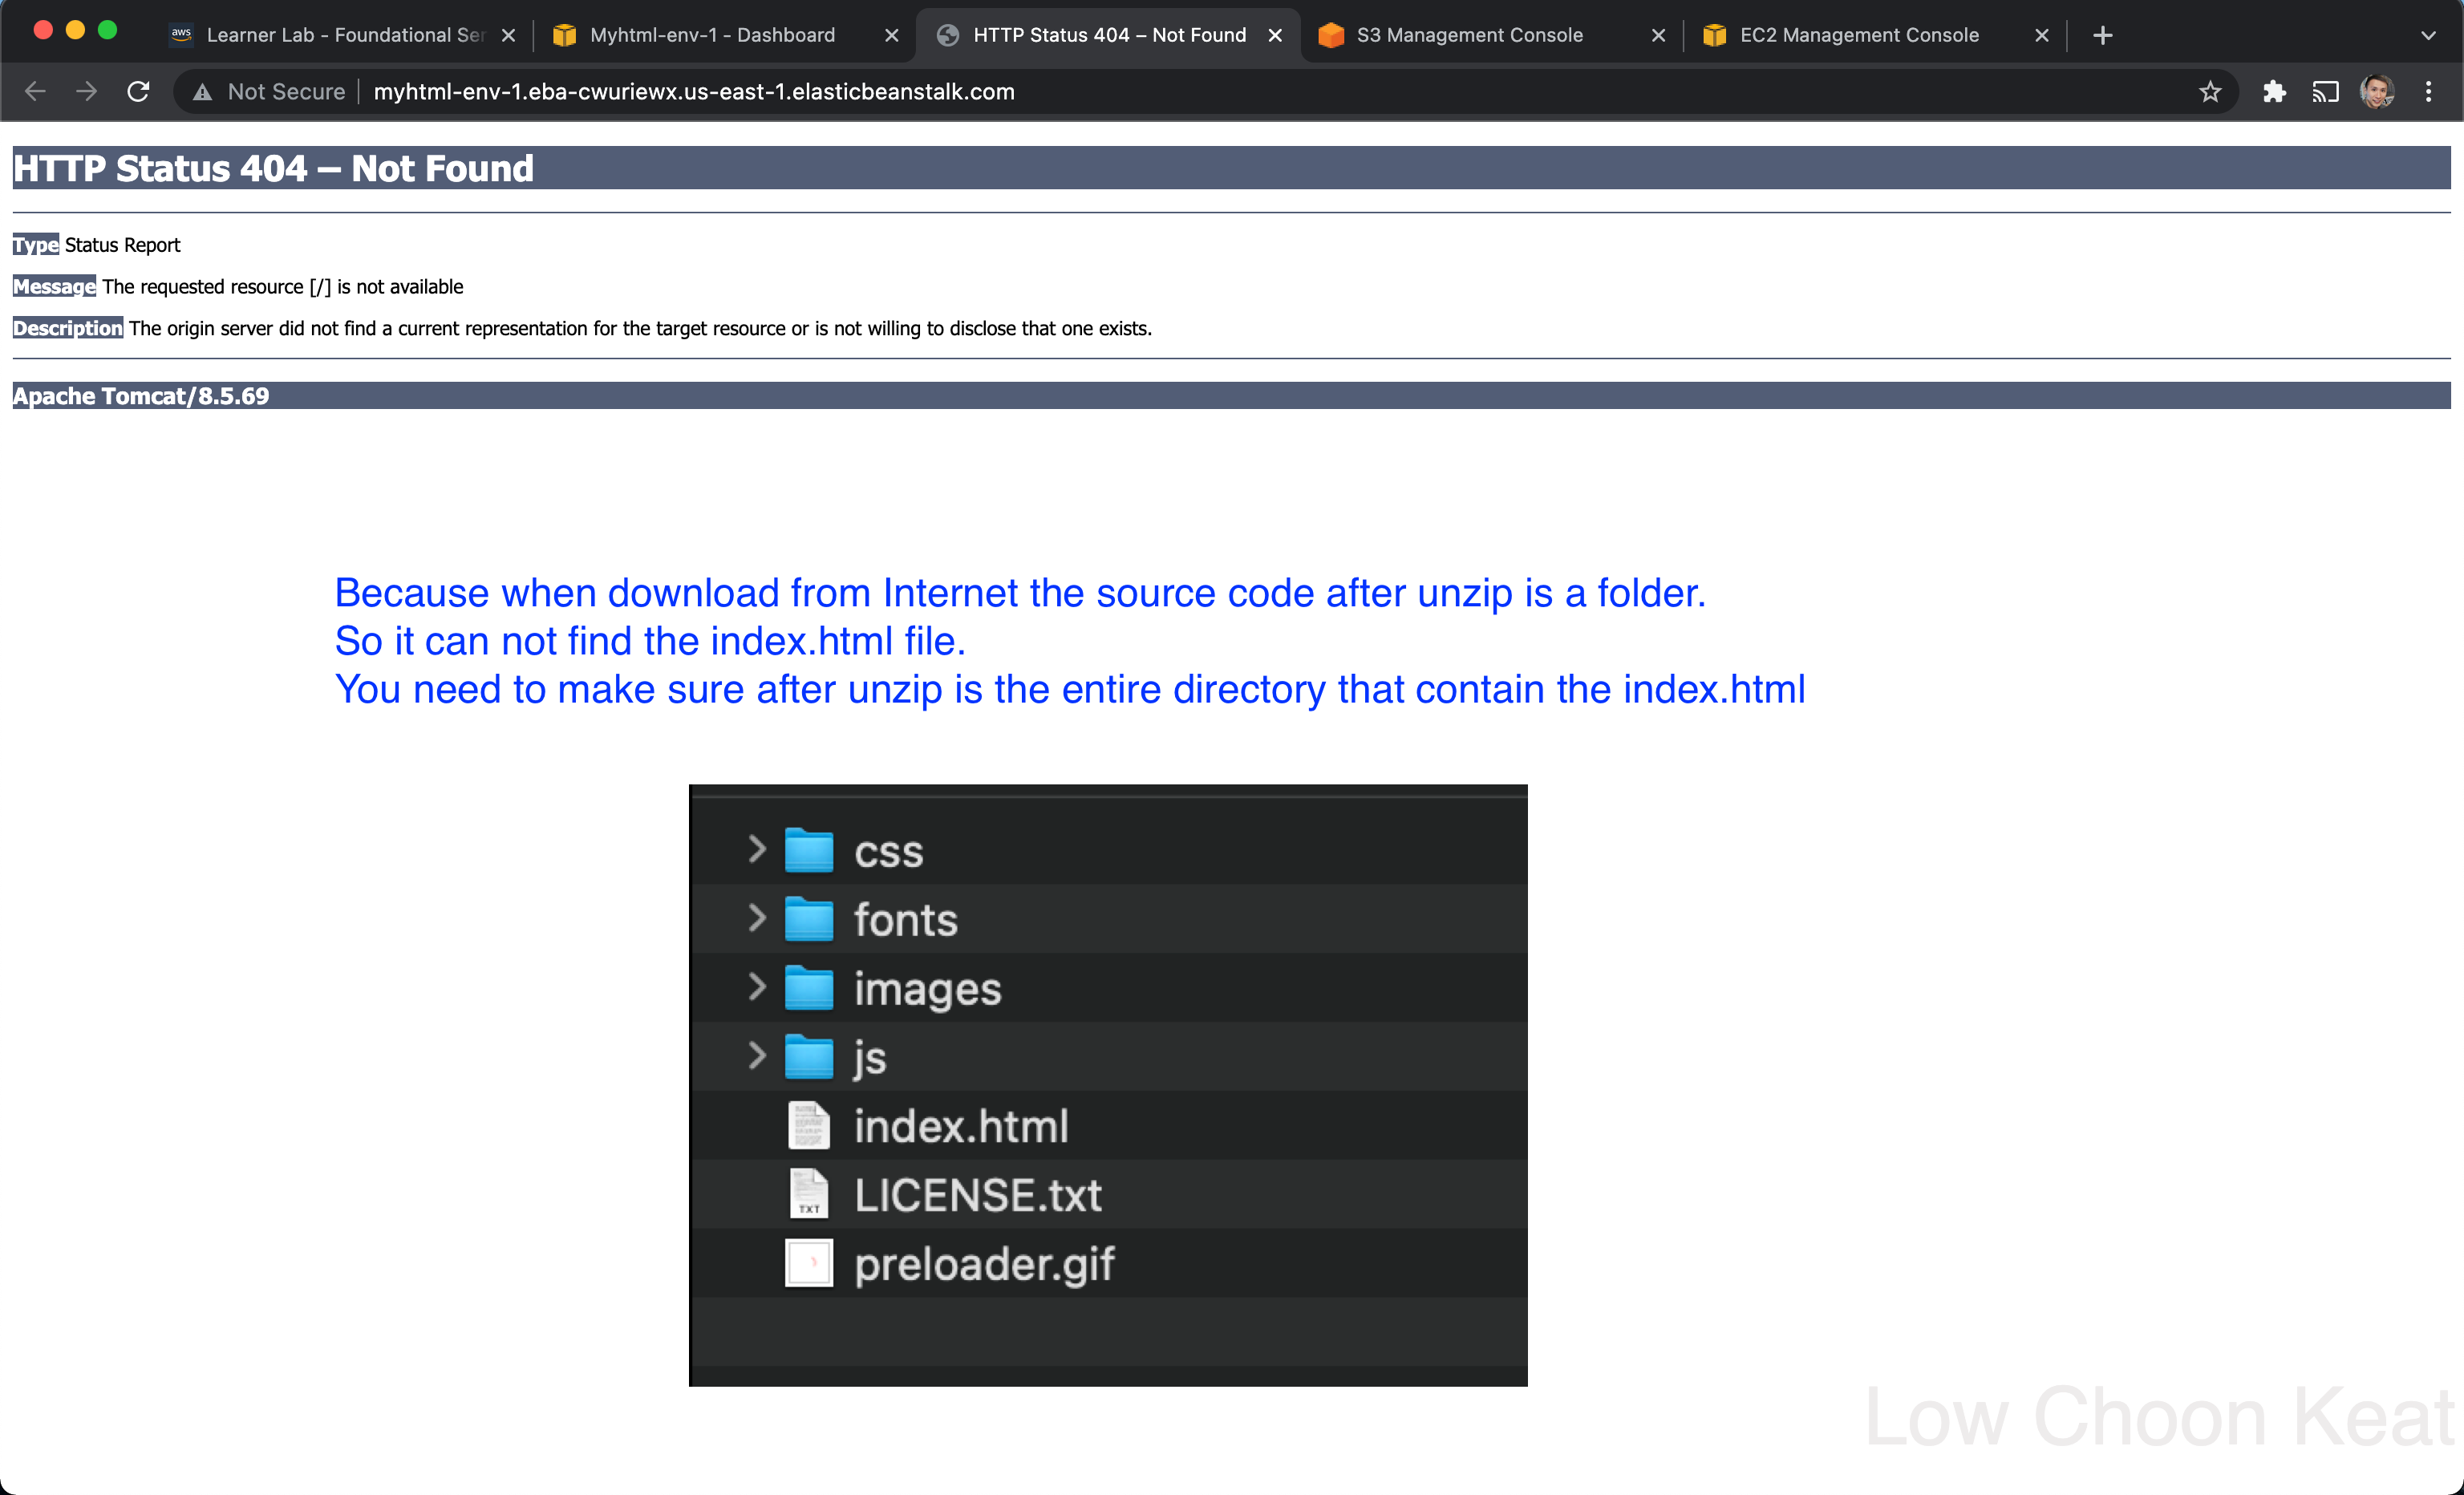 aws Learner Lab - Foundational Ser
Myhtml-env-1 - Dashboard
HTTP Status 404 – Not Found
S3 Management Console
EC2 Management Console
Not Secure
myhtml-env-1.eba-cwuriewx.us-east-1.elasticbeanstalk.com
HTTP Status 404 – Not Found
Type Status Report
Message The requested resource [/] is not available
Description The origin server did not find a current representation for the target resource or is not willing to disclose that one exists.
Apache Tomcat/8.5.69
Because when download from Internet the source code after unzip is a folder.
So it can not find the index.html file.
You need to make sure after unzip is the entire directory that contain the index.html
css
fonts
images
js
index.html
TXT LICENSE.txt
preloader.gif
Low Choon Keat